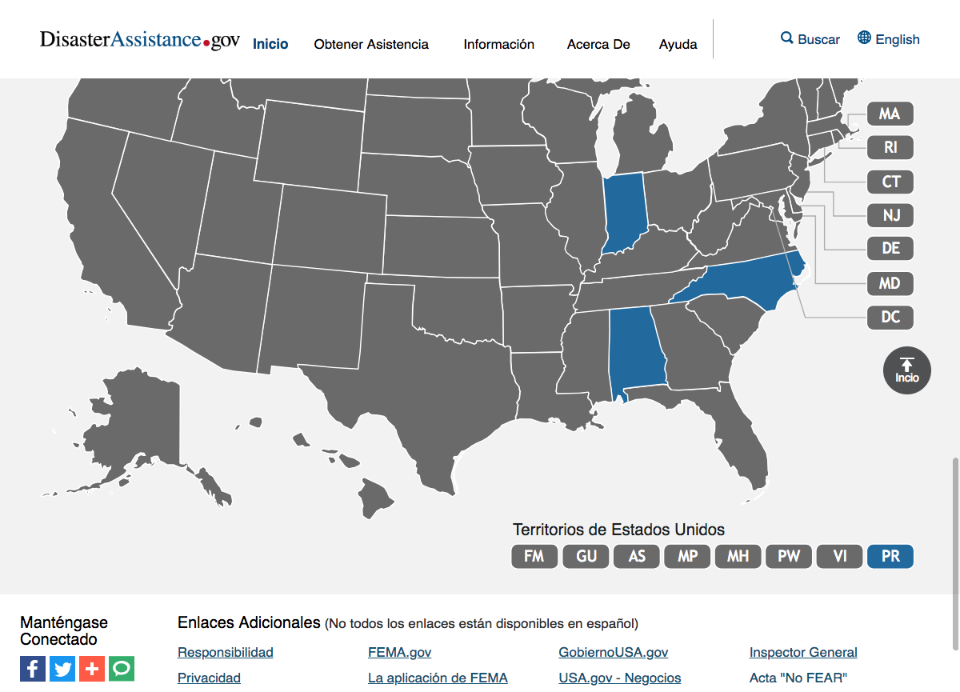 DisasterAssistance.gov Inicio Obtener Asistencia Información Acerca De Ayuda Buscar English
MA
RI
CT
NJ
DE
MD
DC
Incio
Territorios de Estados Unidos
FM GU AS MP MH PW VI PR
Manténgase
Conectado
Enlaces Adicionales (No todos los enlaces están disponibles en español)
Responsibilidad FEMA.gov GobiernoUSA.gov Inspector General
Privacidad La aplicación de FEMA USA.gov - Negocios Acta "No FEAR"